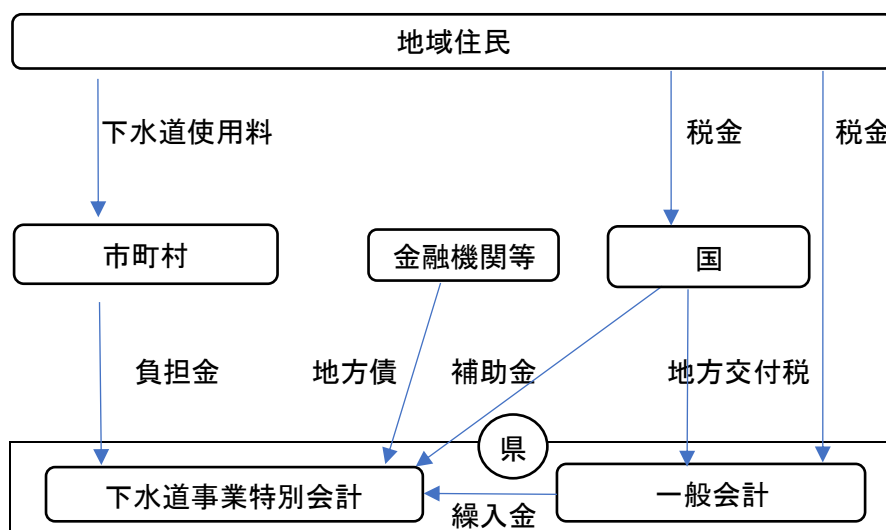 地域住民
下水道使用料
税金
税金
市町村
金融機関等
国
負担金
地方債
補助金
地方交付税
県
下水道事業特別会計
一般会計
繰入金